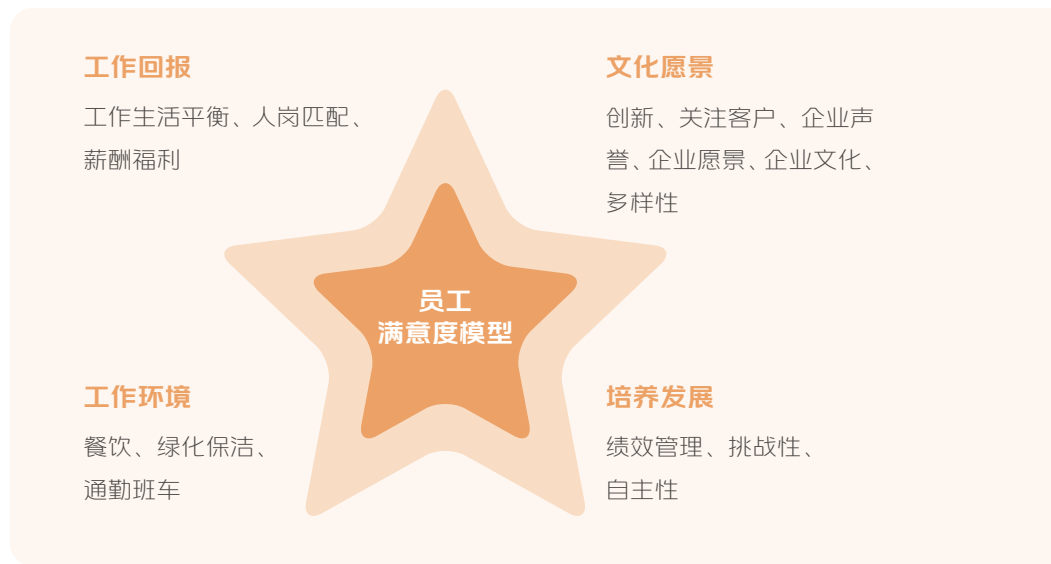 工作回报
工作生活平衡、人岗匹配、
薪酬福利
文化愿景
创新、关注客户、企业声
誉、企业愿景、企业文化、
多样性
员工
满意度模型
工作环境
餐饮、绿化保洁、
通勤班车
培养发展
绩效管理、挑战性、
自主性